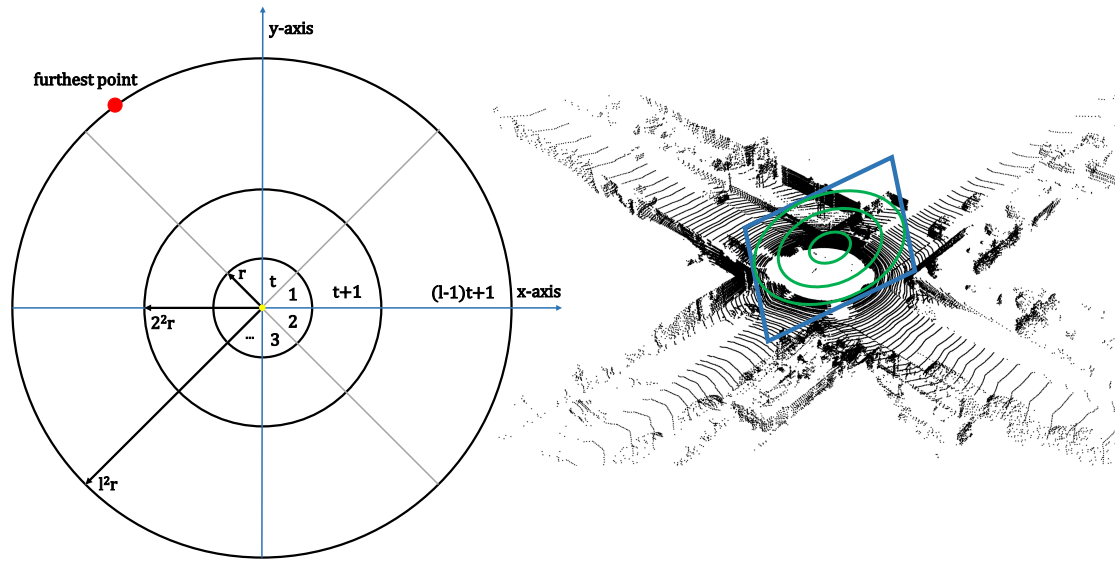 y-axis
furthest point
r
t
1
t+1
(l-1)t+1
x-axis
2²r
2
...
3
l²r